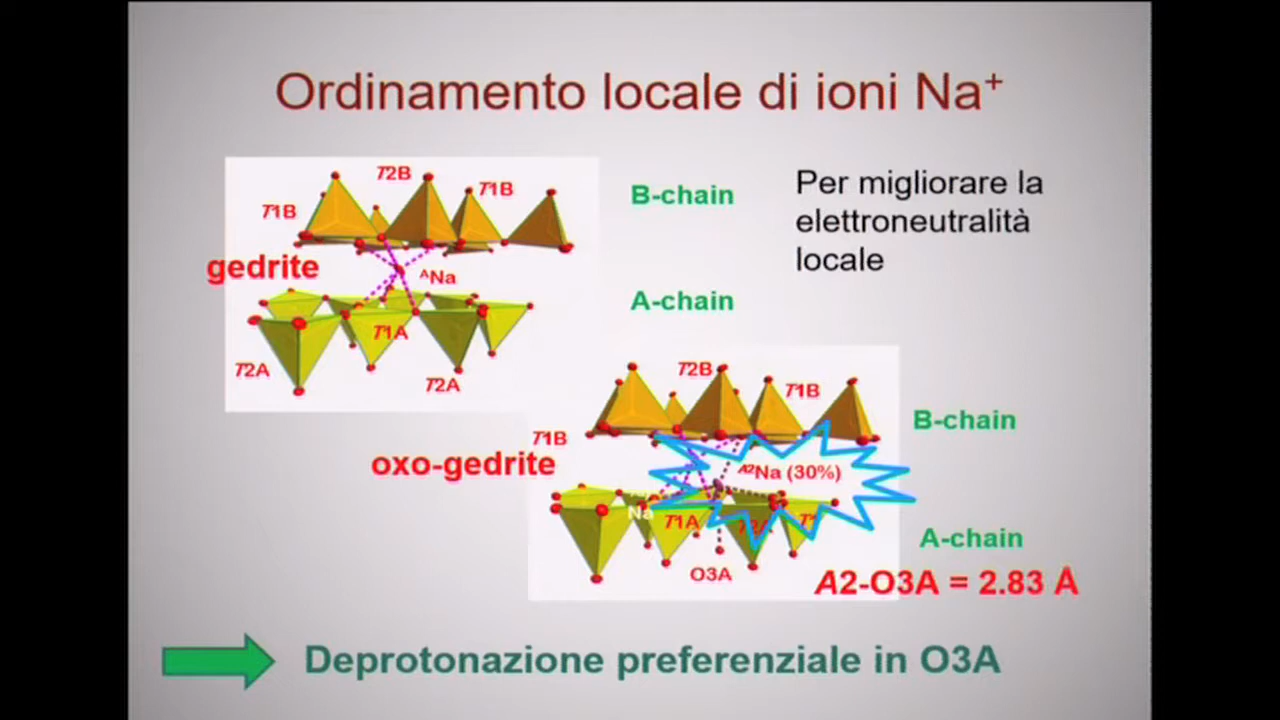 Ordinamento locale di ioni Na⁺
T2B
T1B
T1B
B-chain
Per migliorare la
elettroneutralità
locale
gedrite
ᴬNa
A-chain
T1A
T2A
T2A
T2B
T1B
T1B
B-chain
oxo-gedrite
ᴬ²Na (30%)
Na
T1A
T2A
A-chain
O3A
A2-O3A = 2.83 Å
Deprotonazione preferenziale in O3A